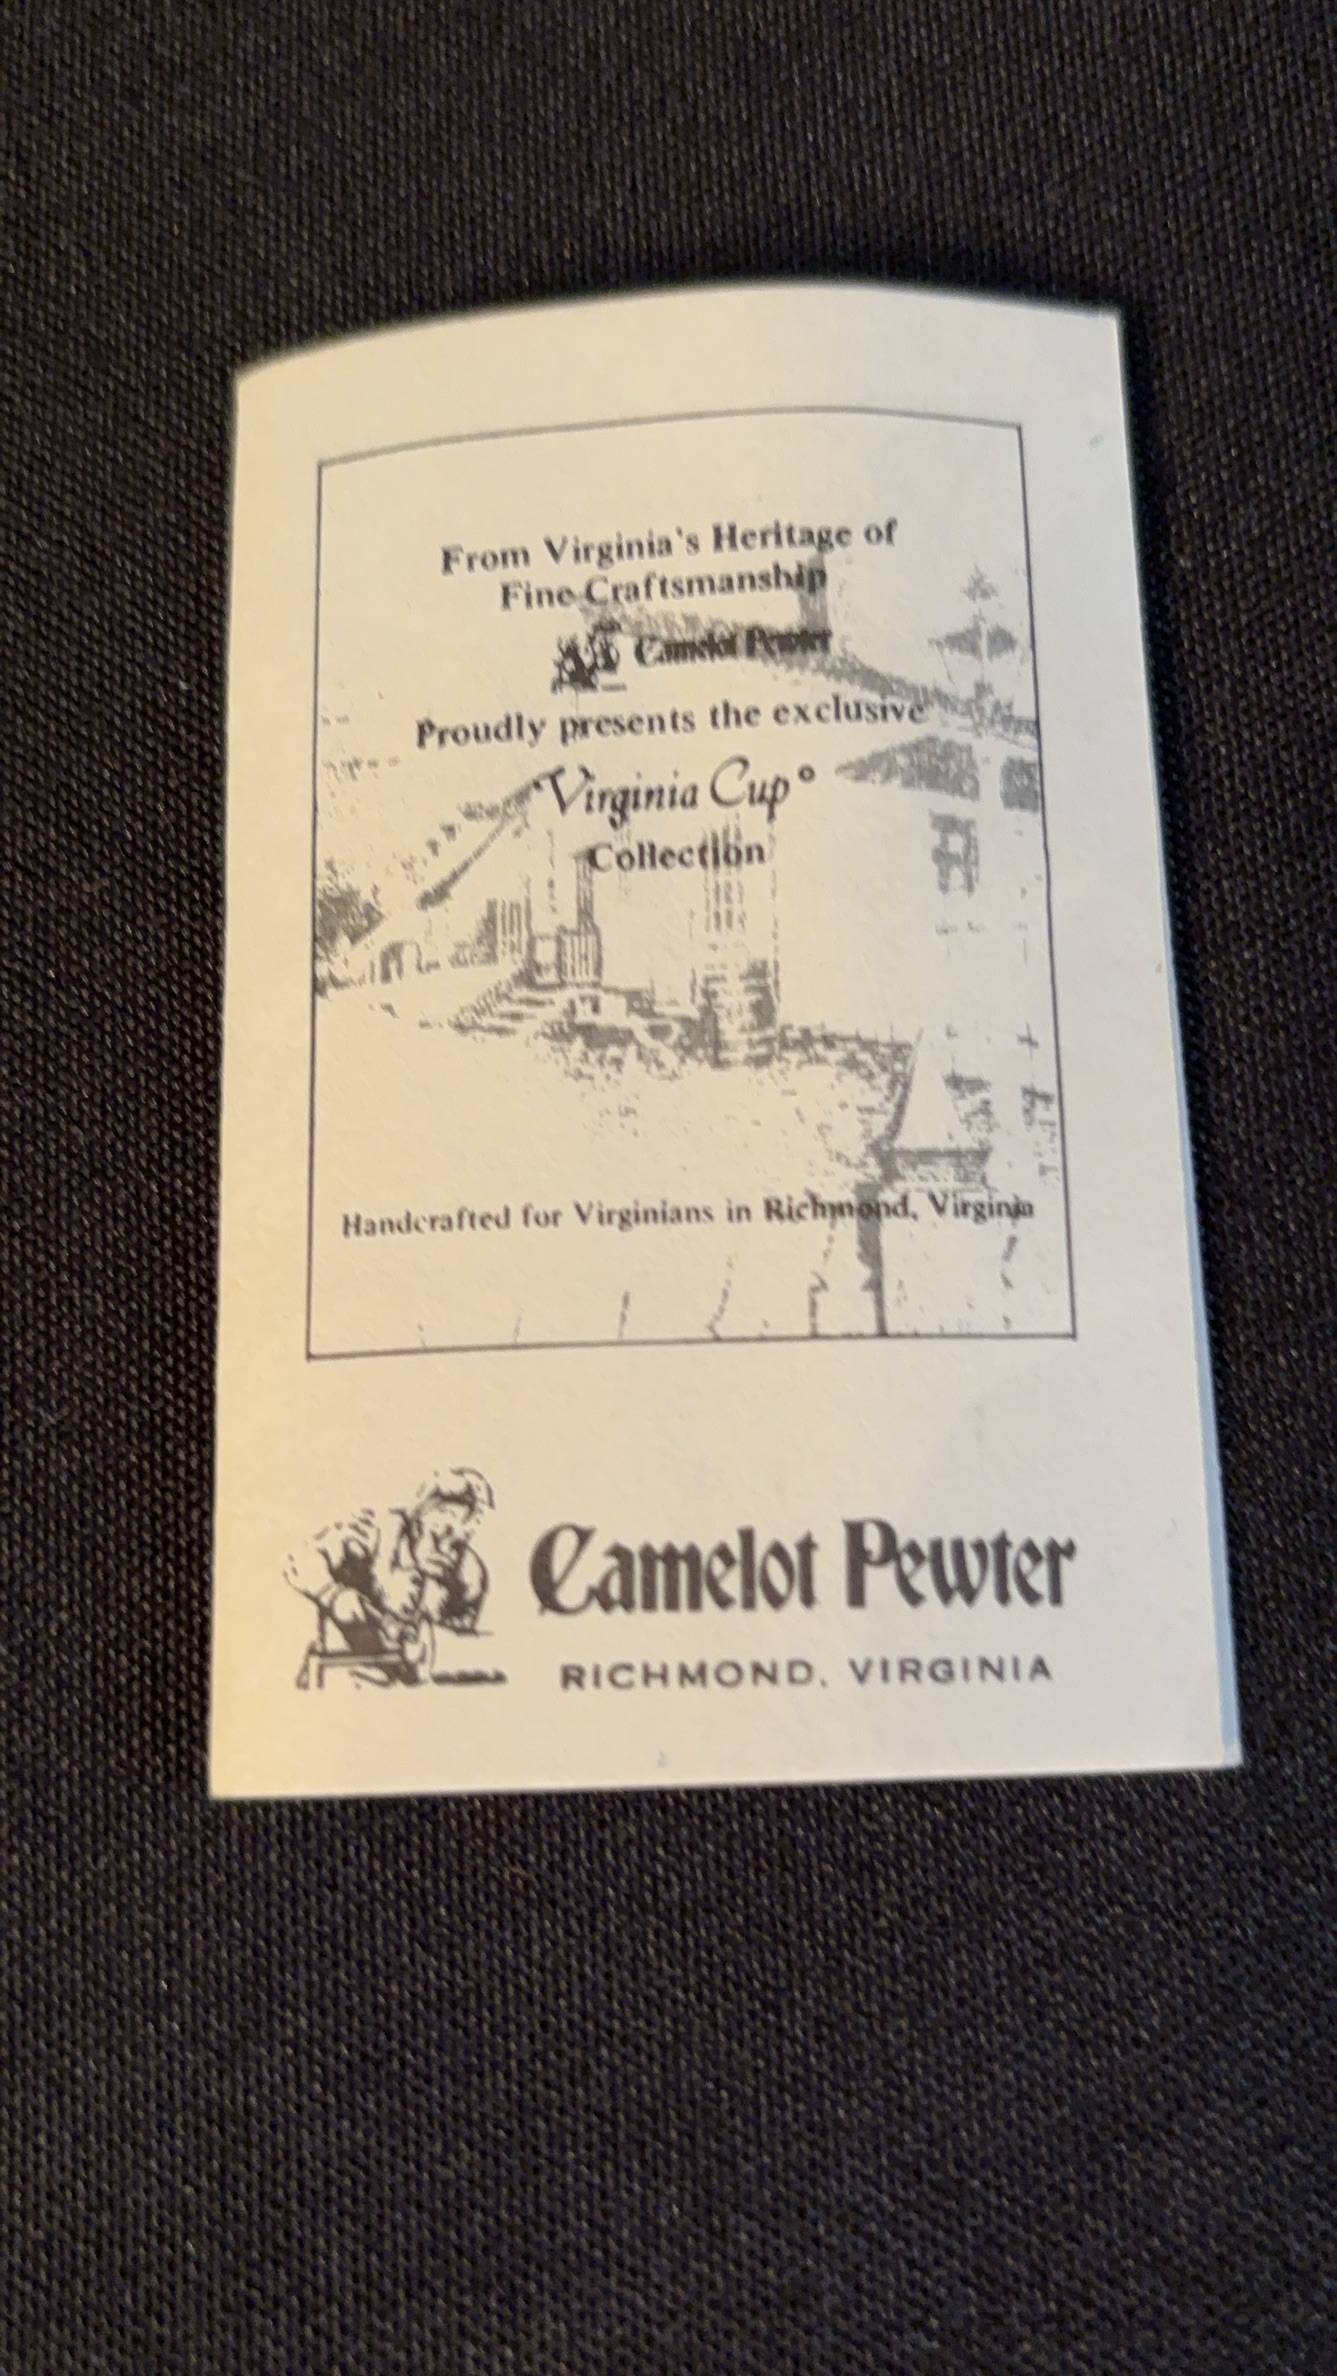 From Virginia's Heritage of
Fine Craftsmanship
Camelot Pewter
Proudly presents the exclusive
Virginia Cup°
Collection
Handcrafted for Virginians in Richmond, Virginia
Camelot Pewter
RICHMOND, VIRGINIA